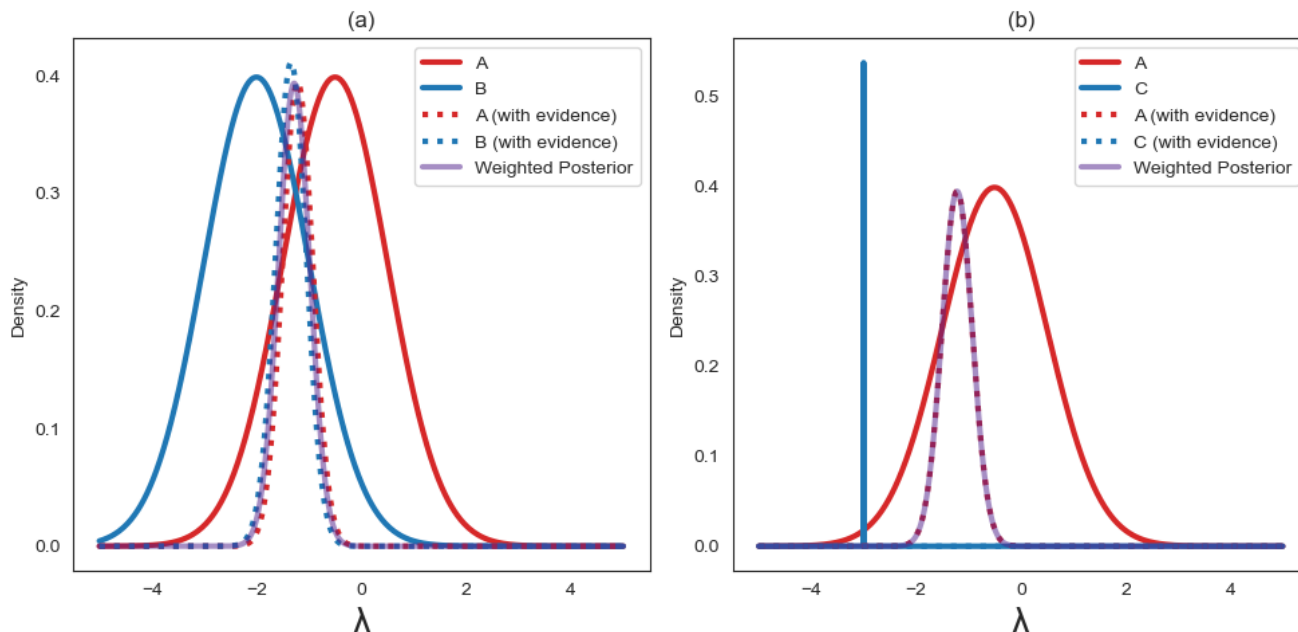 (a)
0.4
0.3
0.2
0.1
0.0
Density
−4
−2
0
2
4
λ
A
B
A (with evidence)
B (with evidence)
Weighted Posterior
(b)
0.5
0.4
0.3
0.2
0.1
0.0
Density
−4
−2
0
2
4
λ
A
C
A (with evidence)
C (with evidence)
Weighted Posterior